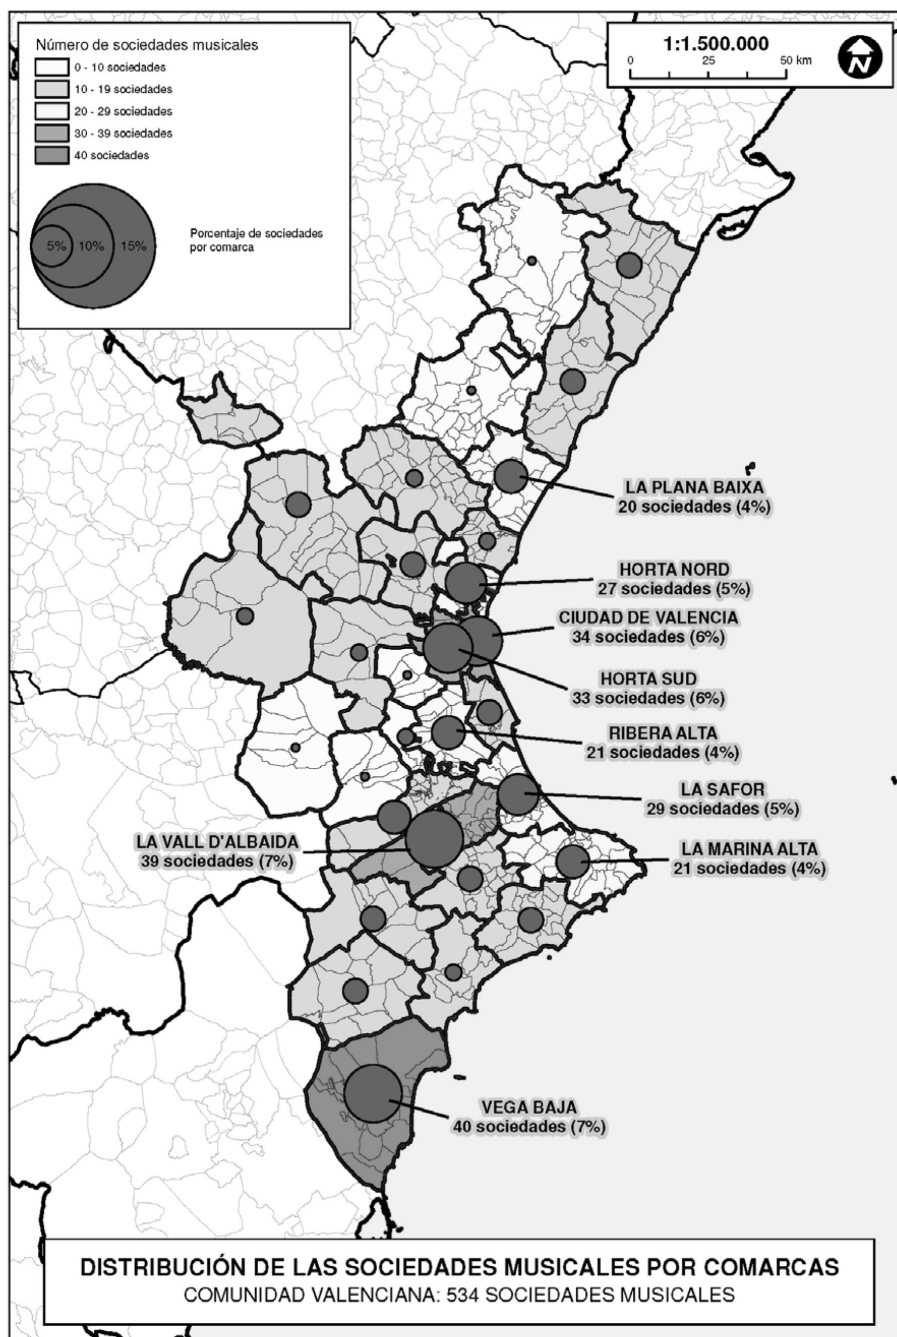 Número de sociedades musicales
0 - 10 sociedades
10 - 19 sociedades
20 - 29 sociedades
30 - 39 sociedades
40 sociedades
5% 10% 15%
Porcentaje de sociedades
por comarca
1:1.500.000
0 25 50 km
N
LA PLANA BAIXA
20 sociedades (4%)
HORTA NORD
27 sociedades (5%)
CIUDAD DE VALENCIA
34 sociedades (6%)
HORTA SUD
33 sociedades (6%)
RIBERA ALTA
21 sociedades (4%)
LA SAFOR
29 sociedades (5%)
LA VALL D'ALBAIDA
39 sociedades (7%)
LA MARINA ALTA
21 sociedades (4%)
VEGA BAJA
40 sociedades (7%)
DISTRIBUCIÓN DE LAS SOCIEDADES MUSICALES POR COMARCAS
COMUNIDAD VALENCIANA: 534 SOCIEDADES MUSICALES